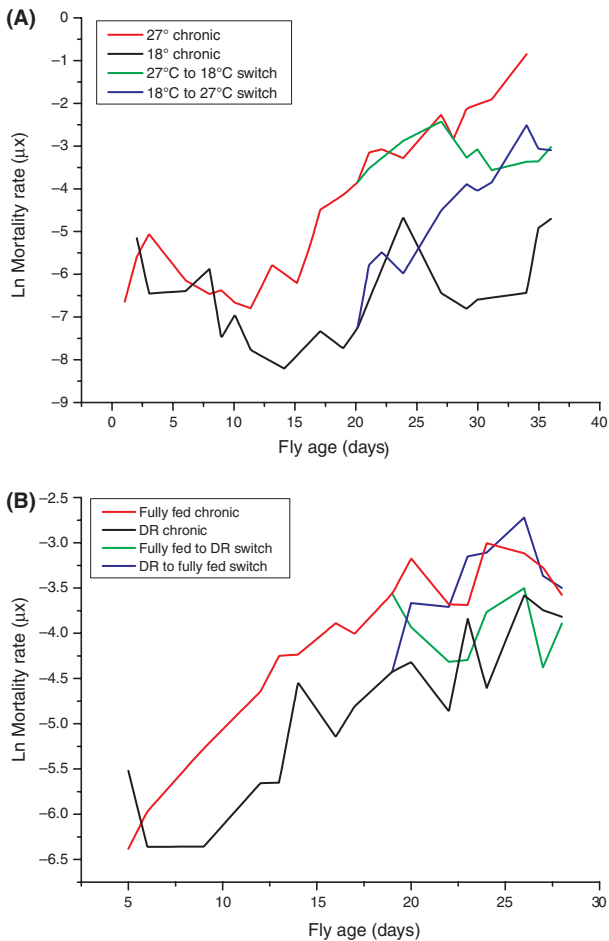 (A)
27° chronic
18° chronic
27°C to 18°C switch
18°C to 27°C switch
Ln Mortality rate (μx)
0
−1
−2
−3
−4
−5
−6
−7
−8
−9
0 5 10 15 20 25 30 35 40
Fly age (days)
(B)
Fully fed chronic
DR chronic
Fully fed to DR switch
DR to fully fed switch
Ln Mortality rate (μx)
−2.5
−3.0
−3.5
−4.0
−4.5
−5.0
−5.5
−6.0
−6.5
5 10 15 20 25 30
Fly age (days)